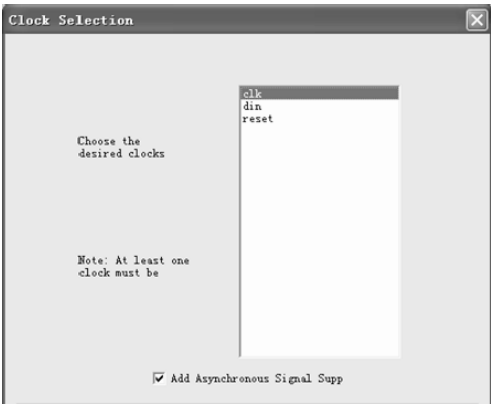 Clock Selection
clk
din
reset
Choose the
desired clocks
Note: At least one
clock must be
Add Asynchronous Signal Supp